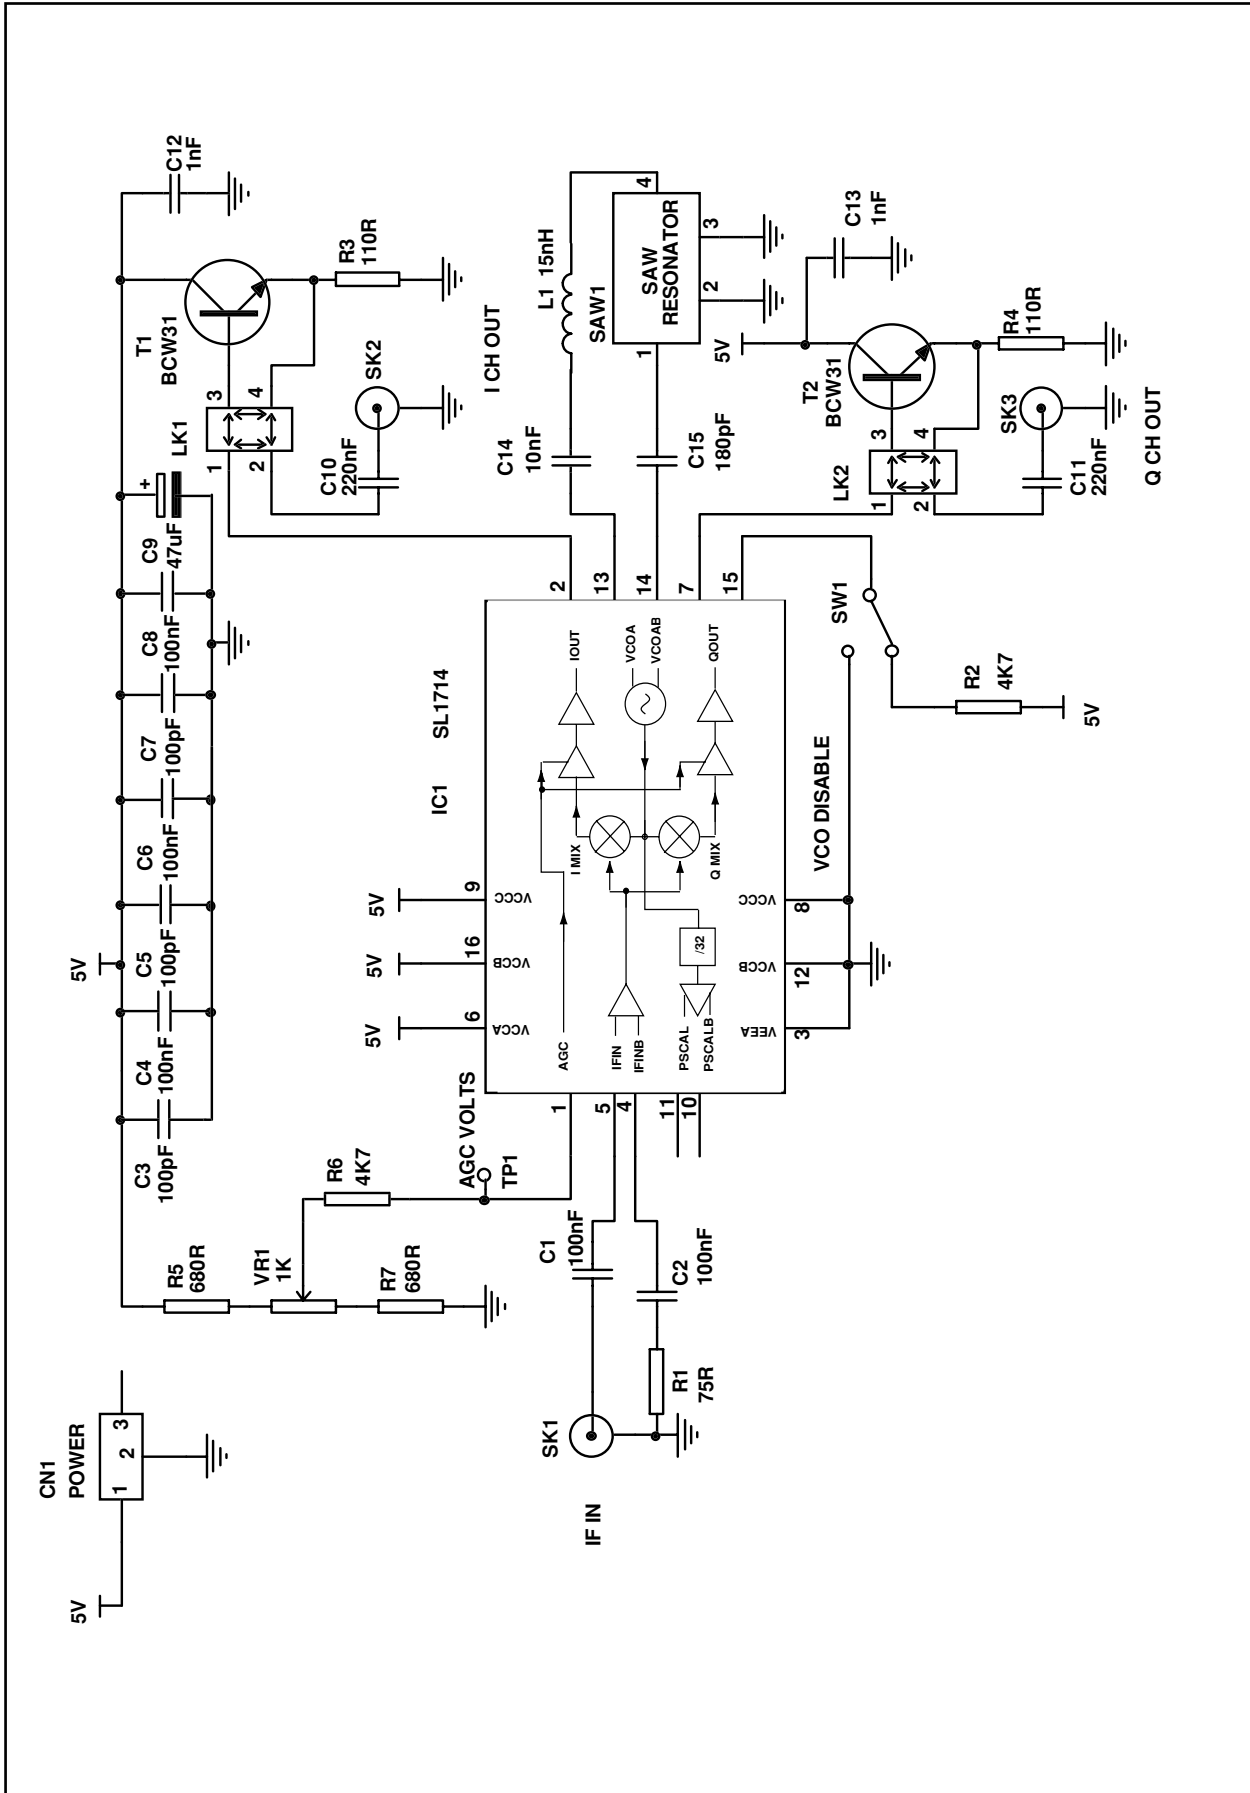 CN1
POWER
1
2
3
5V
R5
680R
VR1
1K
R7
680R
R6
4K7
AGC VOLTS
TP1
5V
C3
100pF
C4
100nF
C5
100pF
C6
100nF
C7
100pF
C8
100nF
C9
47uF
+
C12
1nF
T1
BCW31
R3
110R
LK1
1
2
3
4
C10
220nF
SK2
I CH OUT
L1 15nH
C14
10nF
C15
180pF
SAW1
SAW
RESONATOR
1
2
3
4
5V
C13
1nF
T2
BCW31
R4
110R
LK2
1
2
3
4
C11
220nF
SK3
Q CH OUT
IC1
SL1714
5V
5V
5V
6
16
9
VCCA
VCCB
VCCC
AGC
IFIN
IFINB
PSCAL
PSCALB
/32
I MIX
Q MIX
IOUT
VCOA
VCOAB
QOUT
VEEA
VCCB
VCCC
3
12
8
1
5
4
11
10
2
13
14
7
15
IF IN
SK1
C1
100nF
C2
100nF
R1
75R
VCO DISABLE
SW1
R2
4K7
5V